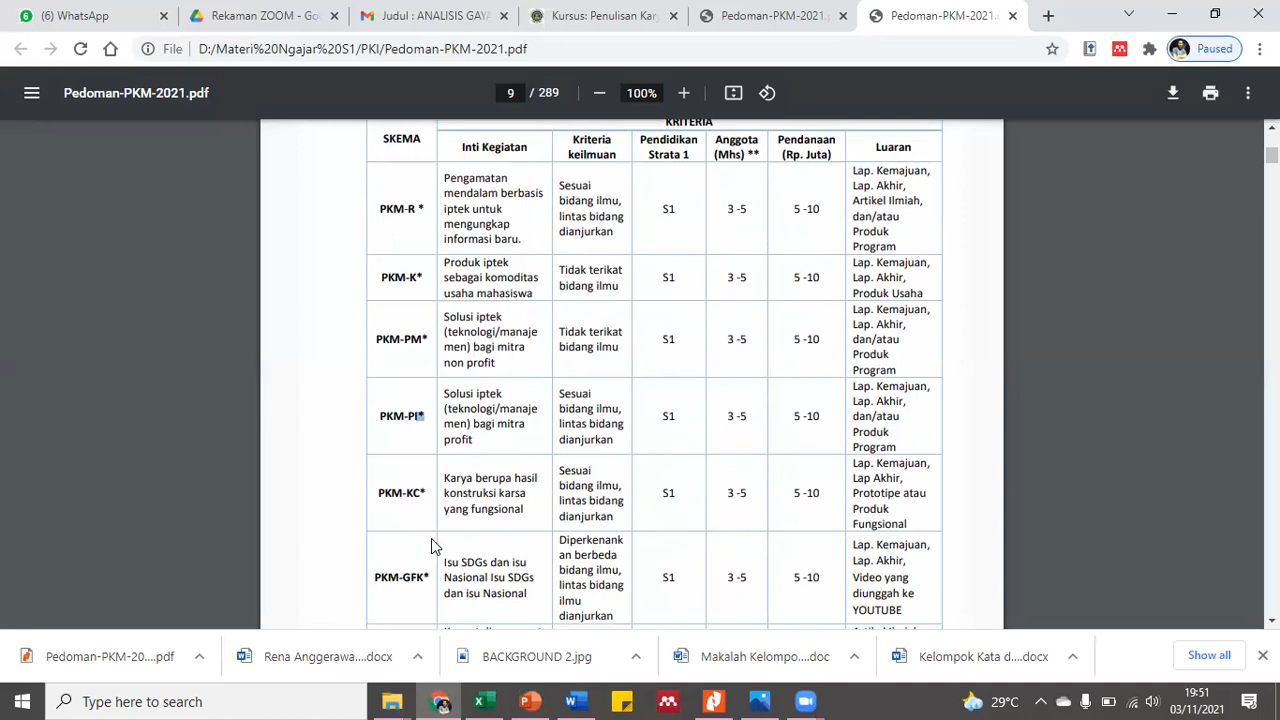 (6) WhatsApp
Rekaman ZOOM - Go
Judul : ANALISIS GAYA
Kursus: Penulisan Kary
Pedoman-PKM-2021.p
Pedoman-PKM-2021.
File
D:/Materi%20Ngajar%20S1/PKI/Pedoman-PKM-2021.pdf
Paused
Pedoman-PKM-2021.pdf
9 / 289
100%
SKEMA
KRITERIA
Inti Kegiatan
Kriteria
keilmuan
Pendidikan
Strata 1
Anggota
(Mhs) **
Pendanaan
(Rp. Juta)
Luaran
PKM-R *
Pengamatan
mendalam berbasis
iptek untuk
mengungkap
informasi baru.
Sesuai
bidang ilmu,
lintas bidang
dianjurkan
S1
3 -5
5 -10
Lap. Kemajuan,
Lap. Akhir,
Artikel Ilmiah,
dan/atau
Produk
Program
PKM-K*
Produk iptek
sebagai komoditas
usaha mahasiswa
Tidak terikat
bidang ilmu
S1
3 -5
5 -10
Lap. Kemajuan,
Lap. Akhir,
Produk Usaha
PKM-PM*
Solusi iptek
(teknologi/manaje
men) bagi mitra
non profit
Tidak terikat
bidang ilmu
S1
3 -5
5 -10
Lap. Kemajuan,
Lap. Akhir,
dan/atau
Produk
Program
PKM-PI*
Solusi iptek
(teknologi/manaje
men) bagi mitra
profit
Sesuai
bidang ilmu,
lintas bidang
dianjurkan
S1
3 -5
5 -10
Lap. Kemajuan,
Lap. Akhir,
dan/atau
Produk
Program
PKM-KC*
Karya berupa hasil
konstruksi karsa
yang fungsional
Sesuai
bidang ilmu,
lintas bidang
dianjurkan
S1
3 -5
5 -10
Lap. Kemajuan,
Lap Akhir,
Prototipe atau
Produk
Fungsional
PKM-GFK*
Isu SDGs dan isu
Nasional Isu SDGs
dan isu Nasional
Diperkenank
an berbeda
bidang ilmu,
lintas bidang
ilmu
dianjurkan
S1
3 -5
5 -10
Lap. Kemajuan,
Lap. Akhir,
Video yang
diunggah ke
YOUTUBE
Pedoman-PKM-20....pdf
Rena Anggerawa....docx
BACKGROUND 2.jpg
Makalah Kelompo....doc
Kelompok Kata d....docx
Show all
Type here to search
29°C
19:51
03/11/2021